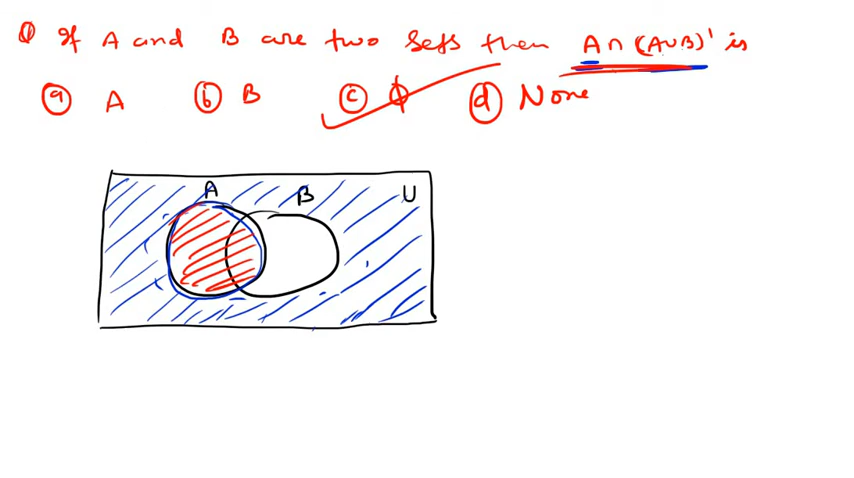 Q If A and B are two sets then A∩(A∪B)' is
ⓐ A ⓑ B ⓒ ϕ ⓓ None
A B U